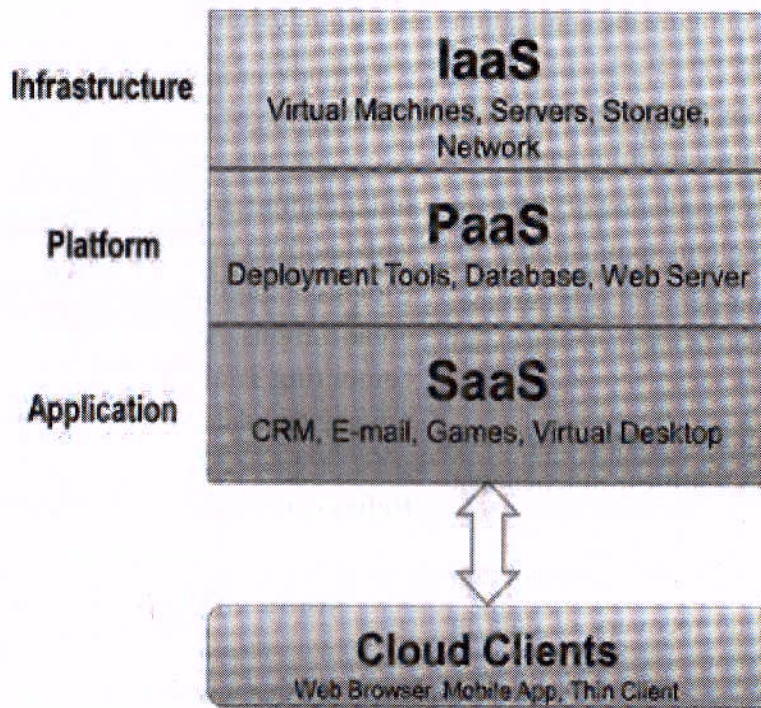 IaaS
Infrastructure
Virtual Machines, Servers, Storage,
Network
PaaS
Platform
Deployment Tools, Database, Web Server
SaaS
Application
CRM, E-mail, Games, Virtual Desktop
Cloud Clients
Web Browser, Mobile App, Thin Client